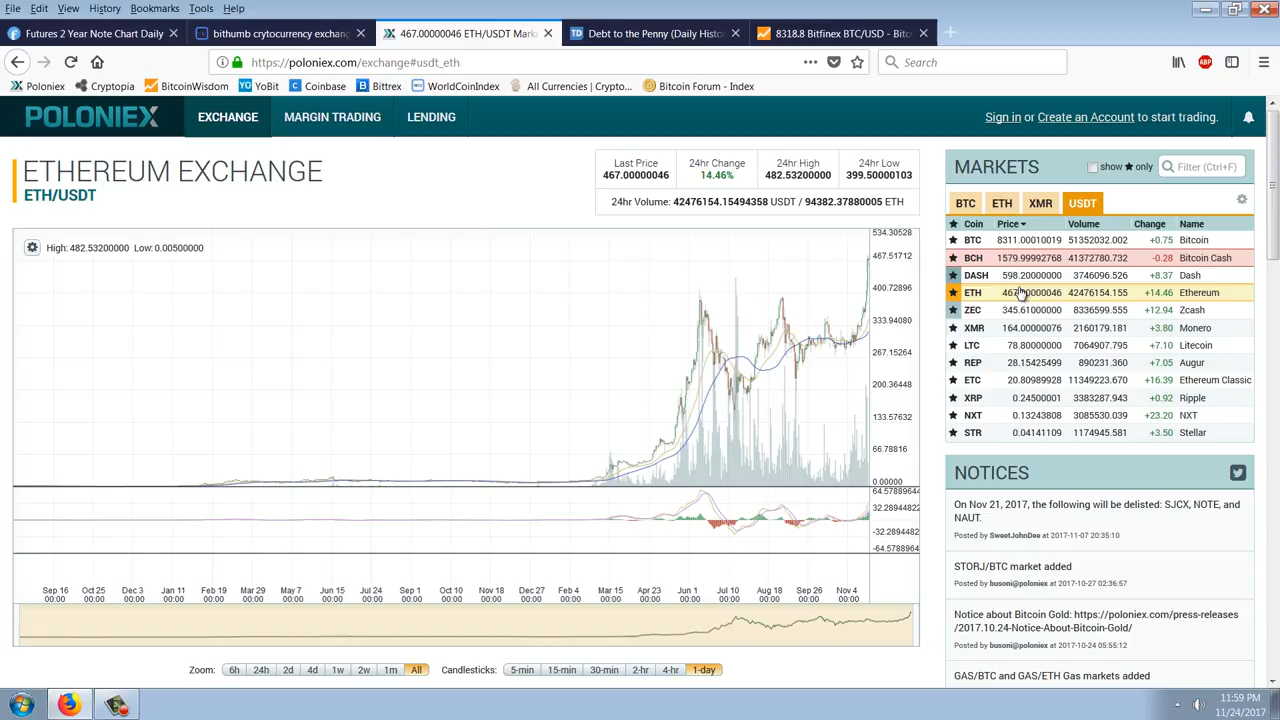 File Edit View History Bookmarks Tools Help
Futures 2 Year Note Chart Daily
bithumb crytocurrency exchan
467.00000046 ETH/USDT Mark
Debt to the Penny (Daily Histo
8318.8 Bitfinex BTC/USD - Bitco
https://poloniex.com/exchange#usdt_eth
Search
ABP
Poloniex Cryptopia BitcoinWisdom YoBit Coinbase Bittrex WorldCoinIndex All Currencies | Crypto... Bitcoin Forum - Index
POLONIEX EXCHANGE MARGIN TRADING LENDING Sign in or Create an Account to start trading.
ETHEREUM EXCHANGE
ETH/USDT
Last Price 24hr Change 24hr High 24hr Low
467.00000046 14.46% 482.53200000 399.50000103
24hr Volume: 42476154.15494358 USDT / 94382.37880005 ETH
High: 482.53200000 Low: 0.00500000
534.30528
467.51712
400.72896
333.94080
267.15264
200.36448
133.57632
66.78816
0.00000
64.57889644
32.28944822
-32.2894482
-64.5788964
Sep 16 Oct 25 Dec 3 Jan 11 Feb 19 Mar 29 May 7 Jun 15 Jul 24 Sep 1 Oct 10 Nov 18 Dec 27 Feb 4 Mar 15 Apr 23 Jun 1 Jul 10 Aug 18 Sep 26 Nov 4
00:00 00:00 00:00 00:00 00:00 00:00 00:00 00:00 00:00 00:00 00:00 00:00 00:00 00:00 00:00 00:00 00:00 00:00 00:00 00:00 00:00
Zoom: 6h 24h 2d 4d 1w 2w 1m All Candlesticks: 5-min 15-min 30-min 2-hr 4-hr 1-day
MARKETS show ★ only Filter (Ctrl+F)
BTC ETH XMR USDT
Coin Price Volume Change Name
BTC 8311.00010019 51352032.002 +0.75 Bitcoin
BCH 1579.99992768 41372780.732 -0.28 Bitcoin Cash
DASH 598.20000000 3746096.526 +8.37 Dash
ETH 467.00000046 42476154.155 +14.46 Ethereum
ZEC 345.61000000 8336599.555 +12.94 Zcash
XMR 164.00000076 2160179.181 +3.80 Monero
LTC 78.80000000 7064907.795 +7.10 Litecoin
REP 28.15425499 890231.360 +7.05 Augur
ETC 20.80989928 11349223.670 +16.39 Ethereum Classic
XRP 0.24500001 3383287.943 +0.92 Ripple
NXT 0.13243808 3085530.039 +23.20 NXT
STR 0.04141109 1174945.581 +3.50 Stellar
NOTICES
On Nov 21, 2017, the following will be delisted: SJCX, NOTE, and
NAUT.
Posted by SweetJohnDee at 2017-11-07 20:35:10
STORJ/BTC market added
Posted by busoni@poloniex at 2017-10-27 02:36:57
Notice about Bitcoin Gold: https://poloniex.com/press-releases
/2017.10.24-Notice-About-Bitcoin-Gold/
Posted by busoni@poloniex at 2017-10-24 05:55:12
GAS/BTC and GAS/ETH Gas markets added
11:59 PM
11/24/2017